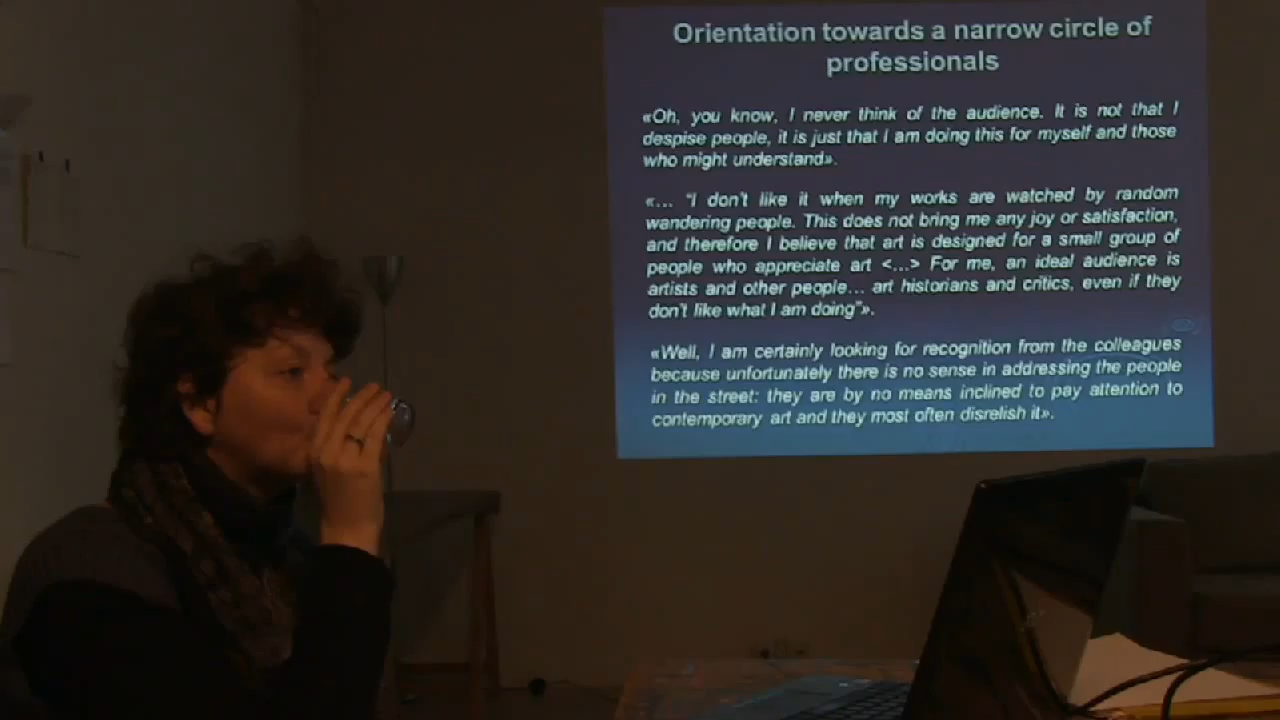 Orientation towards a narrow circle of
professionals
«Oh, you know, I never think of the audience. It is not that I
despise people, it is just that I am doing this for myself and those
who might understand».
«... "I don't like it when my works are watched by random
wandering people. This does not bring me any joy or satisfaction,
and therefore I believe that art is designed for a small group of
people who appreciate art <...> For me, an ideal audience is
artists and other people... art historians and critics, even if they
don't like what I am doing"».
«Well, I am certainly looking for recognition from the colleagues
because unfortunately there is no sense in addressing the people
in the street: they are by no means inclined to pay attention to
contemporary art and they most often disrelish it».